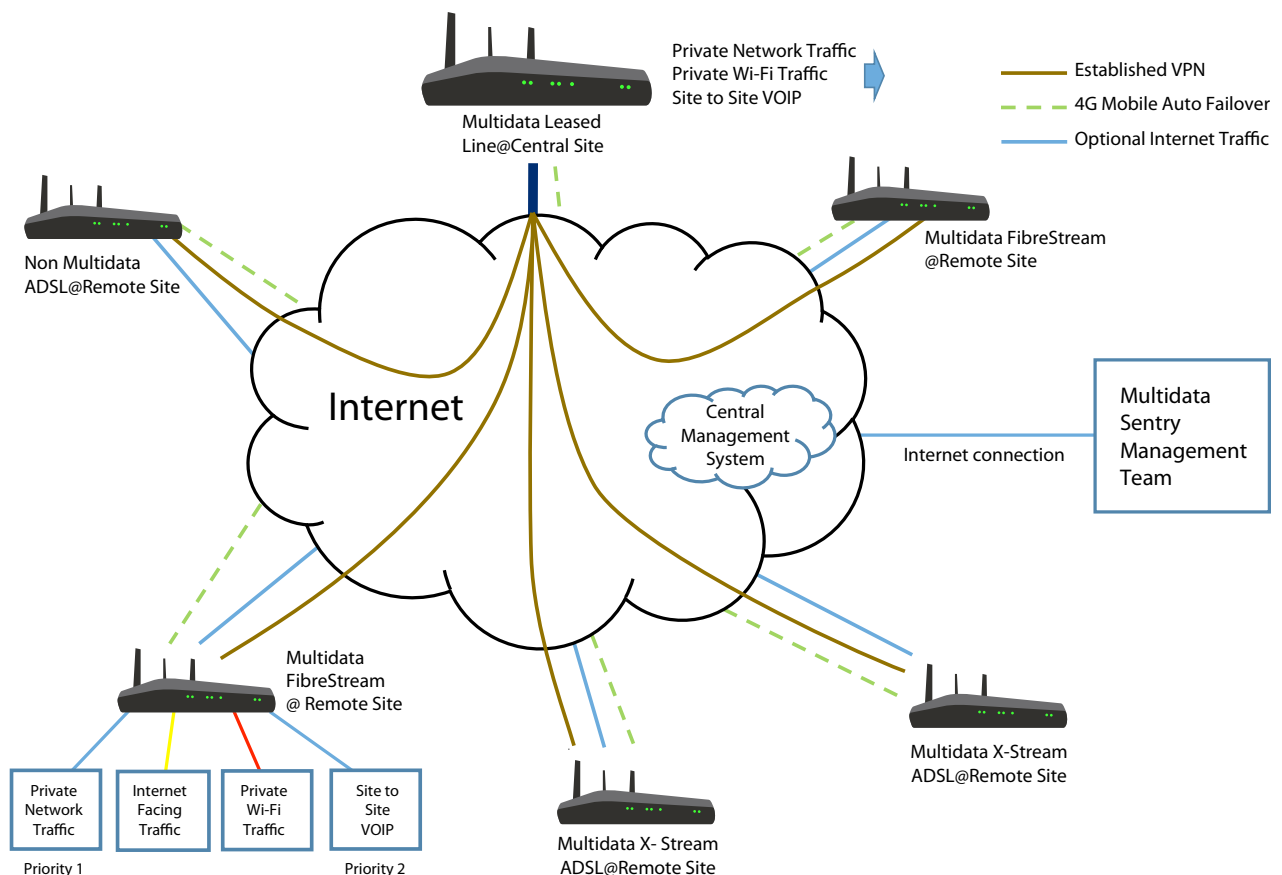 Private Network Traffic
Private Wi-Fi Traffic
Site to Site VOIP
Established VPN
4G Mobile Auto Failover
Optional Internet Traffic
Multidata Leased
Line@Central Site
Non Multidata
ADSL@Remote Site
Multidata FibreStream
@Remote Site
Internet
Central
Management
System
Internet connection
Multidata
Sentry
Management
Team
Multidata
FibreStream
@ Remote Site
Multidata X-Stream
ADSL@Remote Site
Multidata X- Stream
ADSL@Remote Site
Private
Network
Traffic
Internet
Facing
Traffic
Private
Wi-Fi
Traffic
Site to
Site
VOIP
Priority 1
Priority 2